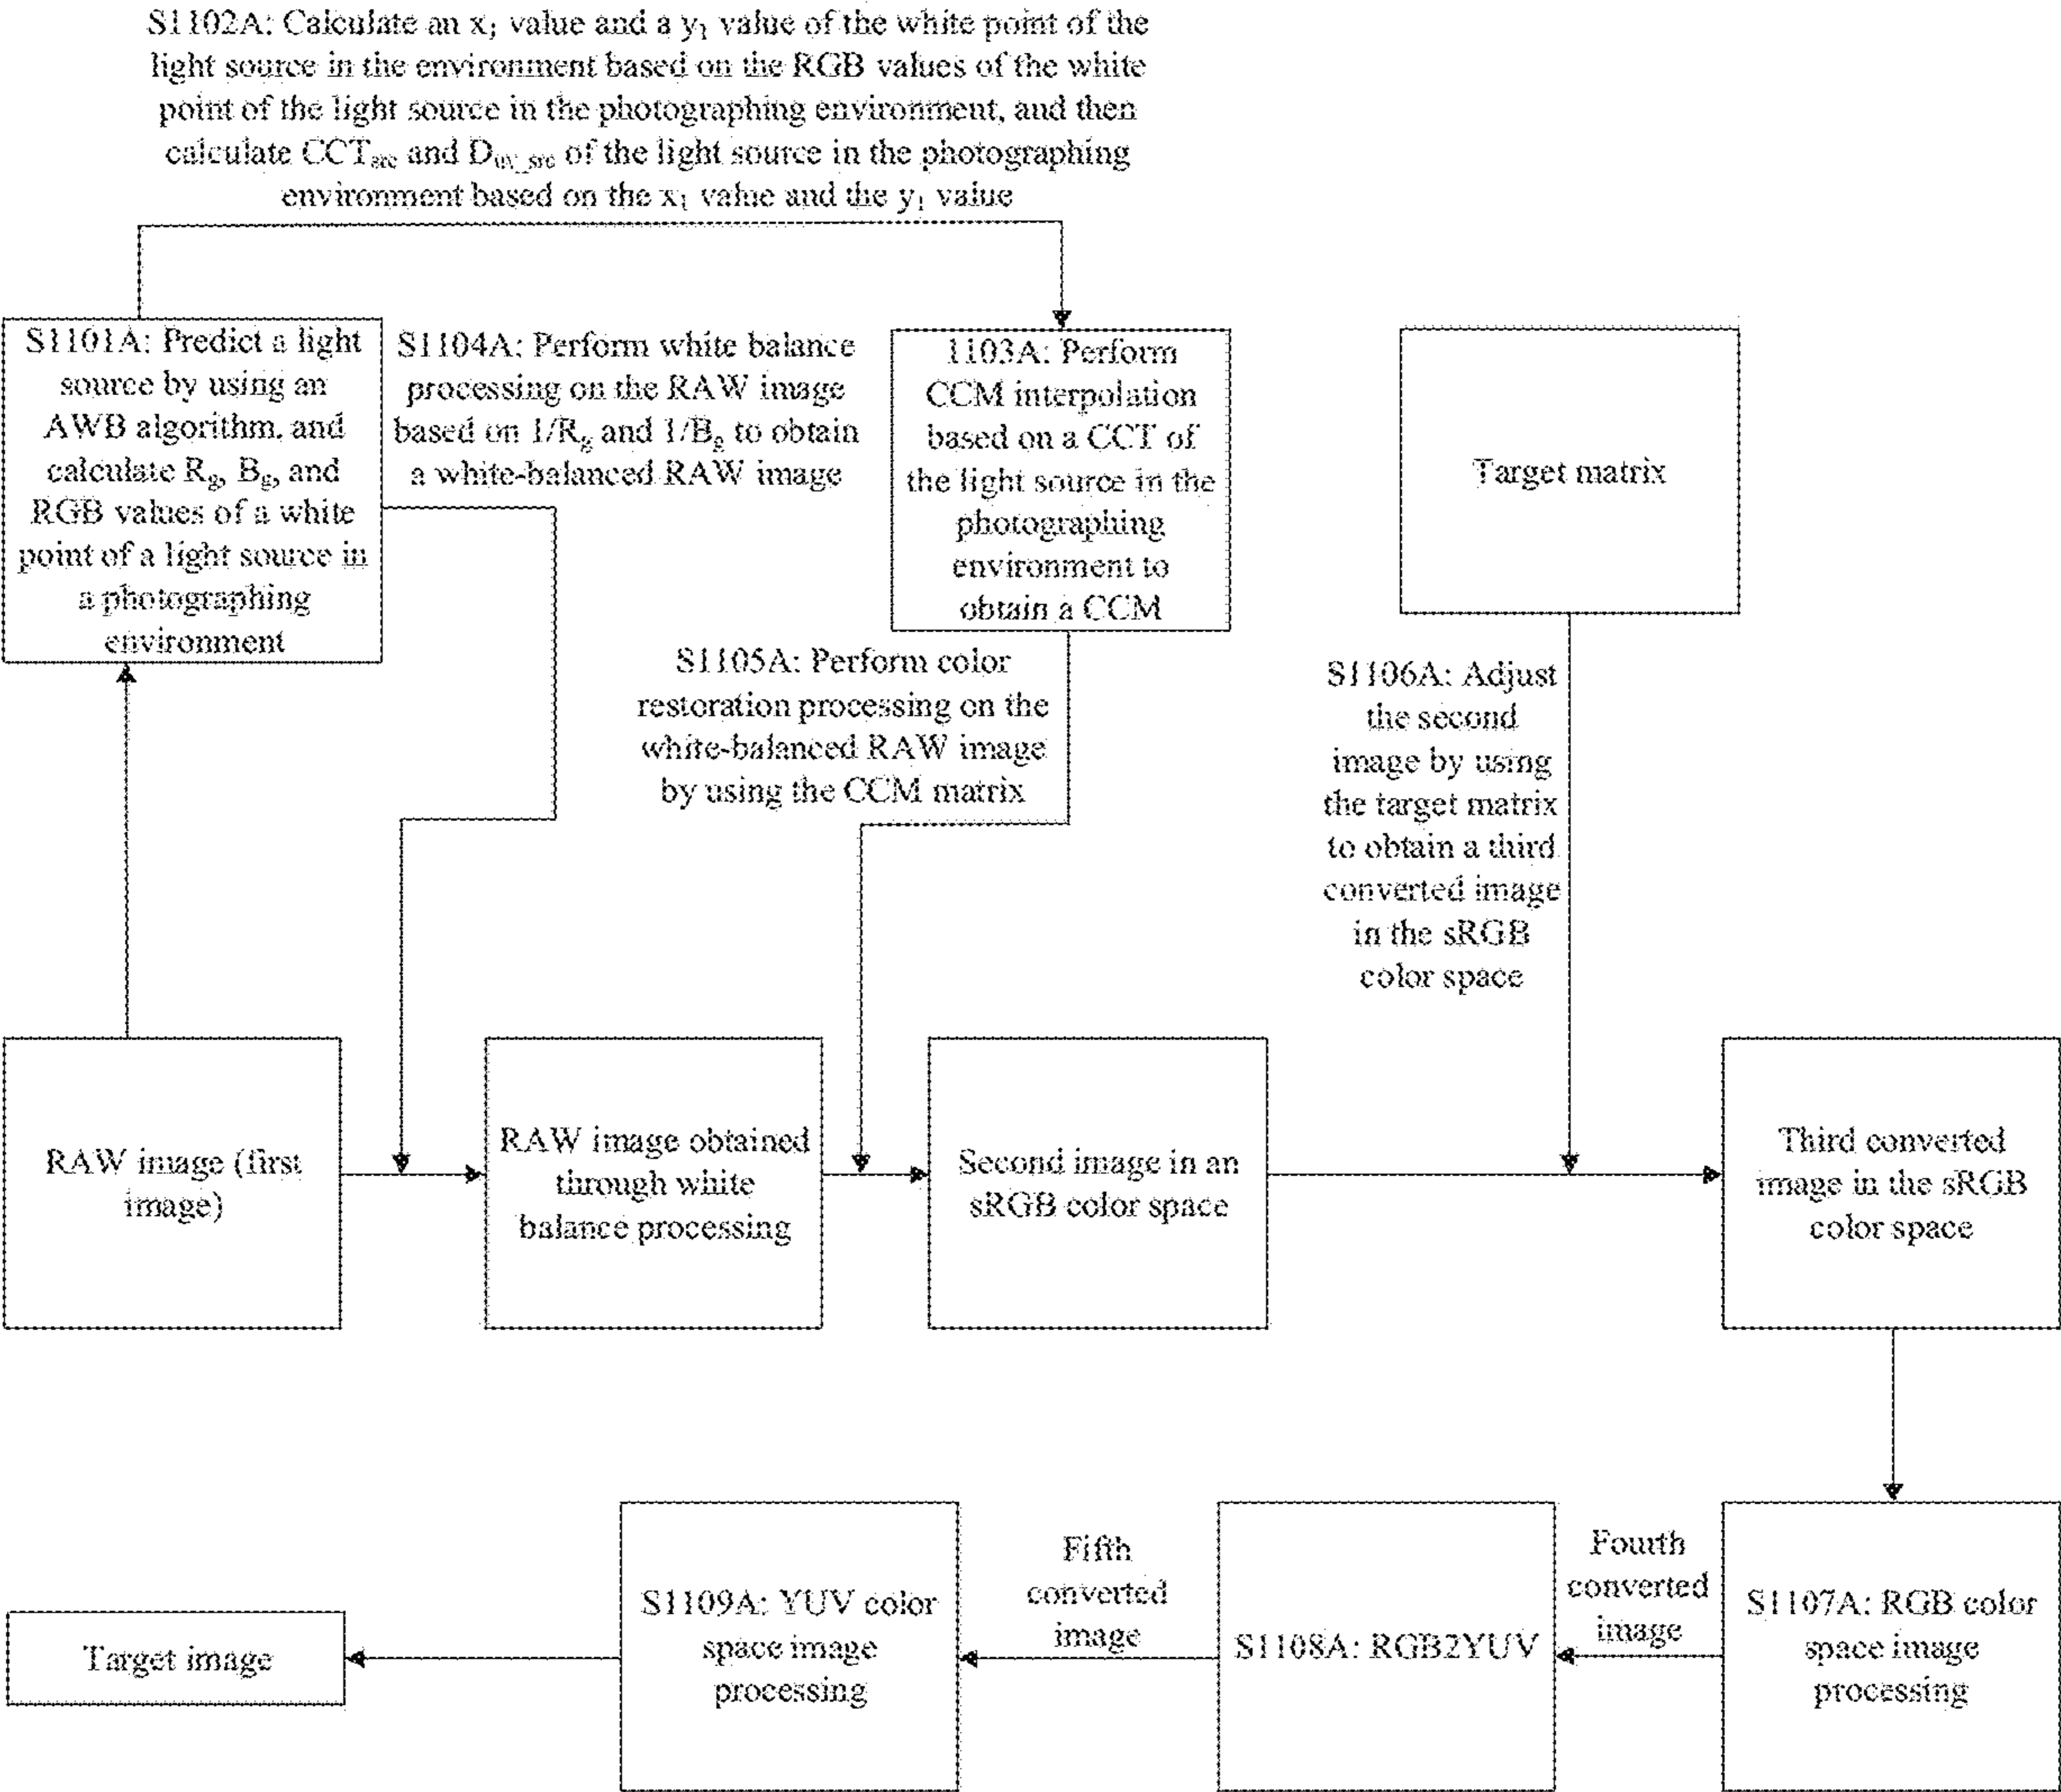 S1102A: Calculate an x₁ value and a y₁ value of the white point of the
light source in the environment based on the RGB values of the white
point of the light source in the photographing environment, and then
calculate CCTsrc and Duv_src of the light source in the photographing
environment based on the x₁ value and the y₁ value
S1101A: Predict a light
source by using an
AWB algorithm, and
calculate Rg, Bg, and
RGB values of a white
point of a light source in
a photographing
environment
S1104A: Perform white balance
processing on the RAW image
based on 1/Rg and 1/Bg to obtain
a white-balanced RAW image
1103A: Perform
CCM interpolation
based on a CCT of
the light source in the
photographing
environment to
obtain a CCM
Target matrix
S1105A: Perform color
restoration processing on the
white-balanced RAW image
by using the CCM matrix
S1106A: Adjust
the second
image by using
the target matrix
to obtain a third
converted image
in the sRGB
color space
RAW image (first
image)
RAW image obtained
through white
balance processing
Second image in an
sRGB color space
Third converted
image in the sRGB
color space
S1107A: RGB color
space image
processing
Fourth
converted
image
S1108A: RGB2YUV
Fifth
converted
image
S1109A: YUV color
space image
processing
Target image